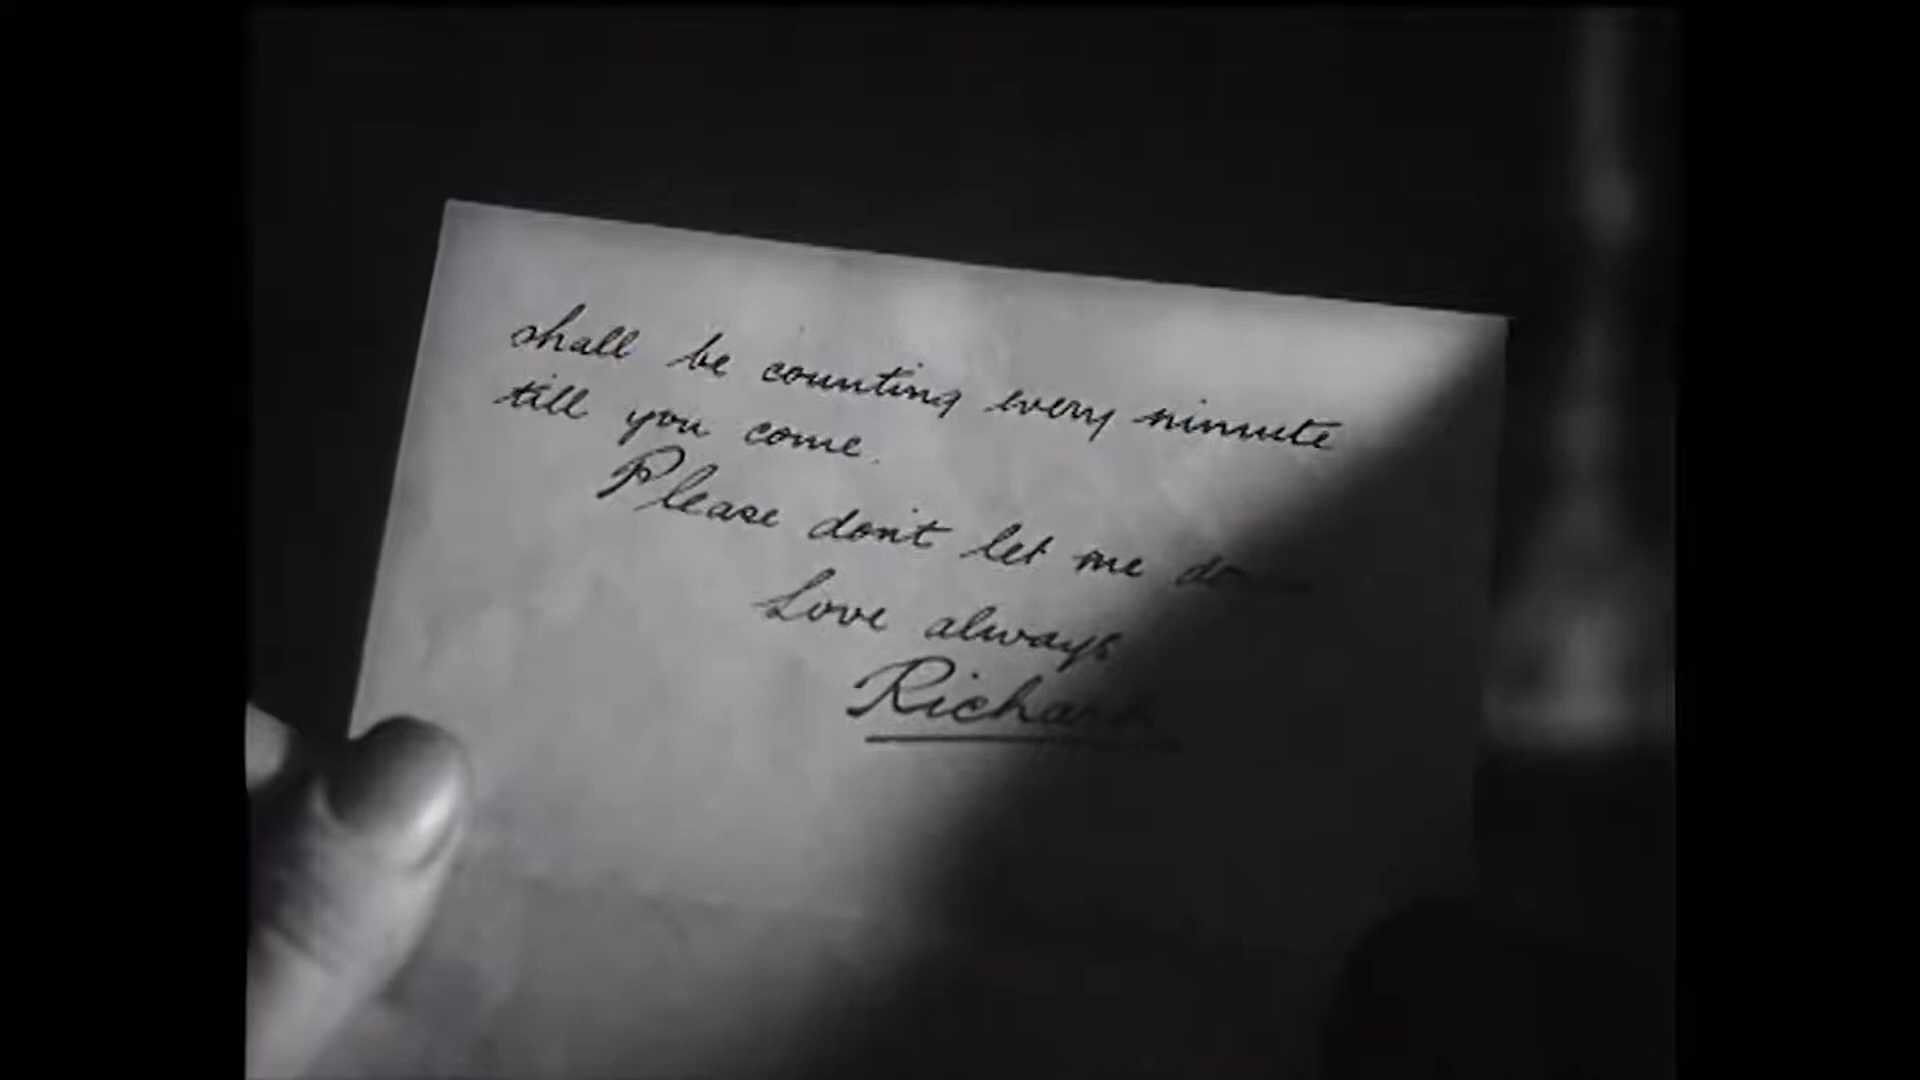 shall be counting every minute
till you come.
Please don't let me
Love always
Richard